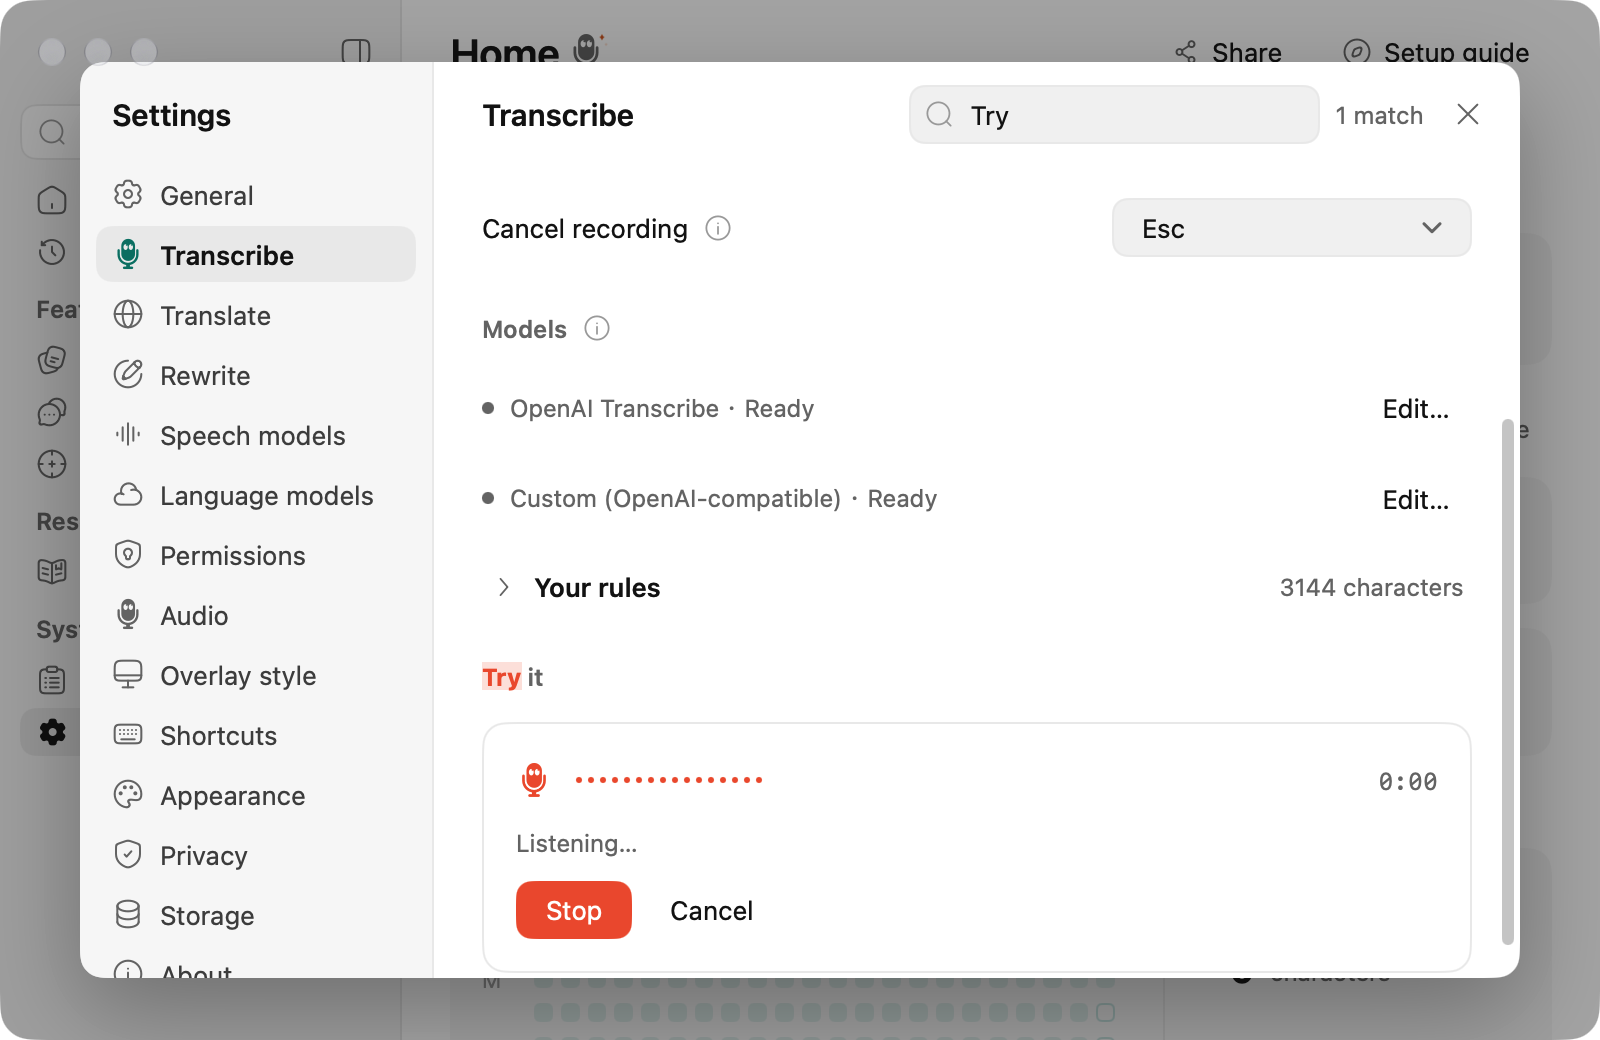 Home
Share
Setup guide
Settings
Transcribe
Try
1 match
General
Transcribe
Translate
Rewrite
Speech models
Language models
Permissions
Audio
Overlay style
Shortcuts
Appearance
Privacy
Storage
About
Cancel recording
Esc
Models
OpenAI Transcribe · Ready
Edit...
Custom (OpenAI-compatible) · Ready
Edit...
Your rules
3144 characters
Try it
0:00
Listening...
Stop
Cancel
M
characters